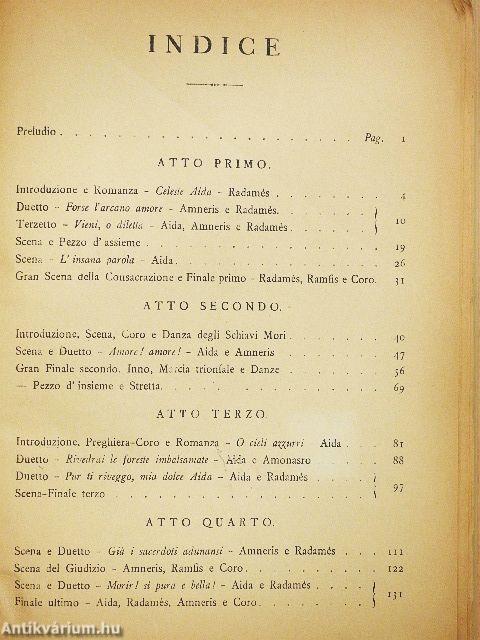 INDICE
Preludio . . . . . . . . . . . . . . . . . . . Pag. 1
ATTO PRIMO.
Introduzione e Romanza - Celeste Aida - Radamès . . . . . . . 4
Duetto - Forse l'arcano amore - Amneris e Radamès. . . . . . . }
Terzetto - Vieni, o diletta - Aida, Amneris e Radamès. . . . . . } 10
Scena e Pezzo d'assieme . . . . . . . . . . . . . . 19
Scena - L'insana parola - Aida. . . . . . . . . . . . 26
Gran Scena della Consacrazione e Finale primo - Radamès, Ramfis e Coro. 31
ATTO SECONDO.
Introduzione, Scena, Coro e Danza degli Schiavi Mori . . . . . . 40
Scena e Duetto - Amore! amore! - Aida e Amneris . . . . . . 47
Gran Finale secondo. Inno, Marcia trionfale e Danze . . . . . . 56
— Pezzo d'insieme e Stretta. . . . . . . . . . . . . 69
ATTO TERZO.
Introduzione, Preghiera-Coro e Romanza - O cieli azzurri - Aida . . . 81
Duetto - Rivedrai le foreste imbalsamate - Aida e Amonasro . . . . 88
Duetto - Pur ti riveggo, mia dolce Aida - Aida e Radamès . . . . }
Scena-Finale terzo . . . . . . . . . . . . . . . } 97
ATTO QUARTO.
Scena e Duetto - Già i sacerdoti adunansi - Amneris e Radamès . . . 111
Scena del Giudizio - Amneris, Ramfis e Coro. . . . . . . . . 122
Scena e Duetto - Morir! sì pura e bella! - Aida e Radamès . . . . }
Finale ultimo - Aida, Radamès, Amneris e Coro . . . . . . . } 131
Antikvárium.hu